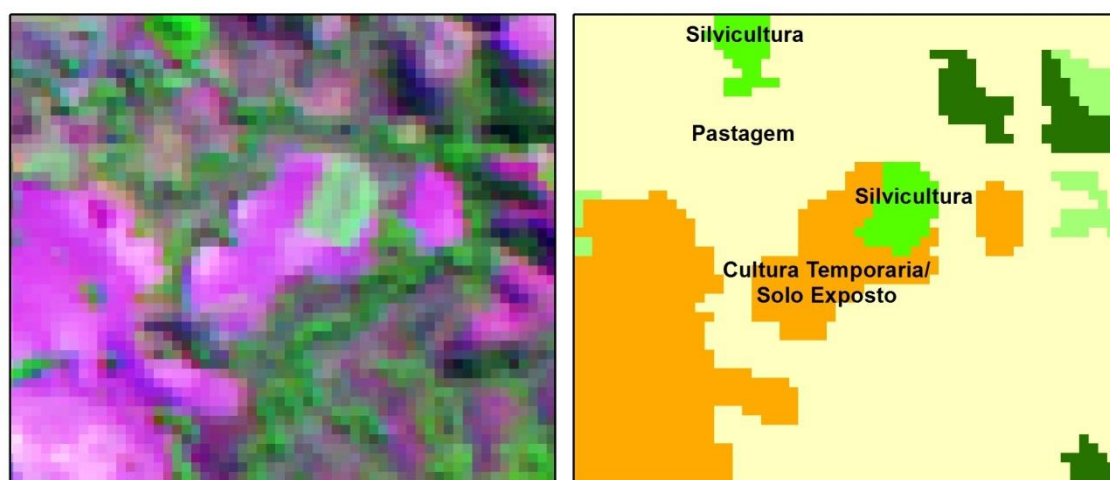 Silvicultura
Pastagem
Silvicultura
Cultura Temporaria/
Solo Exposto